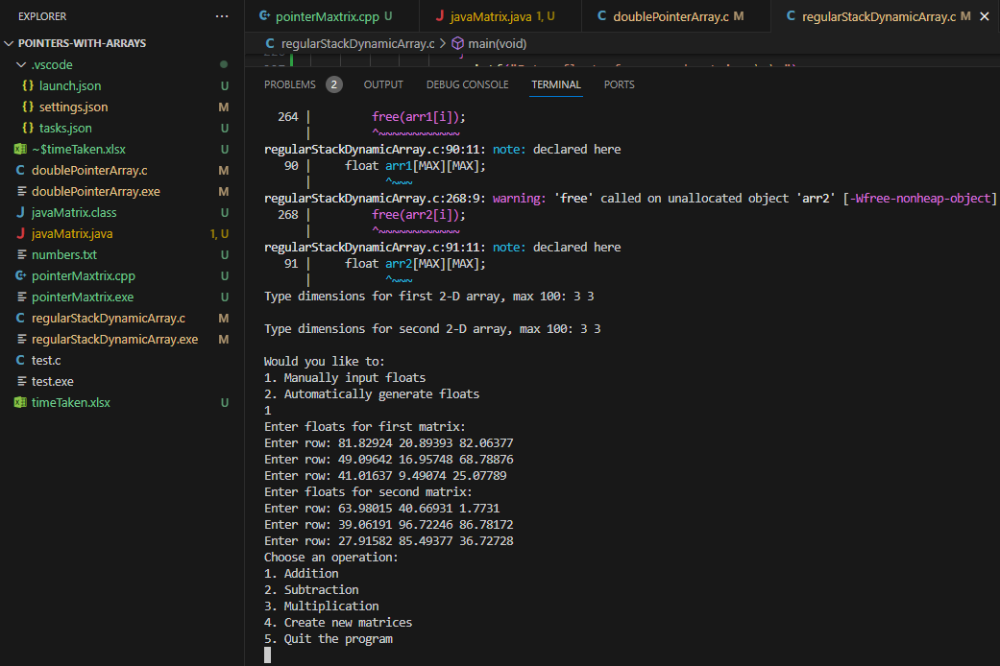 EXPLORER ...
POINTERS-WITH-ARRAYS
.vscode
{} launch.json U
{} settings.json M
{} tasks.json U
~$timeTaken.xlsx U
C doublePointerArray.c M
doublePointerArray.exe M
J javaMatrix.class U
J javaMatrix.java 1, U
numbers.txt U
C+ pointerMaxtrix.cpp U
pointerMaxtrix.exe U
C regularStackDynamicArray.c M
regularStackDynamicArray.exe M
C test.c
test.exe
timeTaken.xlsx U
C+ pointerMaxtrix.cpp U J javaMatrix.java 1, U C doublePointerArray.c M C regularStackDynamicArray.c M ×
C regularStackDynamicArray.c > main(void)
PROBLEMS 2 OUTPUT DEBUG CONSOLE TERMINAL PORTS
264 | free(arr1[i]);
| ^~~~~~~~~~~~~
regularStackDynamicArray.c:90:11: note: declared here
90 | float arr1[MAX][MAX];
| ^~~~
regularStackDynamicArray.c:268:9: warning: 'free' called on unallocated object 'arr2' [-Wfree-nonheap-object]
268 | free(arr2[i]);
| ^~~~~~~~~~~~~
regularStackDynamicArray.c:91:11: note: declared here
91 | float arr2[MAX][MAX];
| ^~~~
Type dimensions for first 2-D array, max 100: 3 3
Type dimensions for second 2-D array, max 100: 3 3
Would you like to:
1. Manually input floats
2. Automatically generate floats
1
Enter floats for first matrix:
Enter row: 81.82924 20.89393 82.06377
Enter row: 49.09642 16.95748 68.78876
Enter row: 41.01637 9.49074 25.07789
Enter floats for second matrix:
Enter row: 63.98015 40.66931 1.7731
Enter row: 39.06191 96.72246 86.78172
Enter row: 27.91582 85.49377 36.72728
Choose an operation:
1. Addition
2. Subtraction
3. Multiplication
4. Create new matrices
5. Quit the program